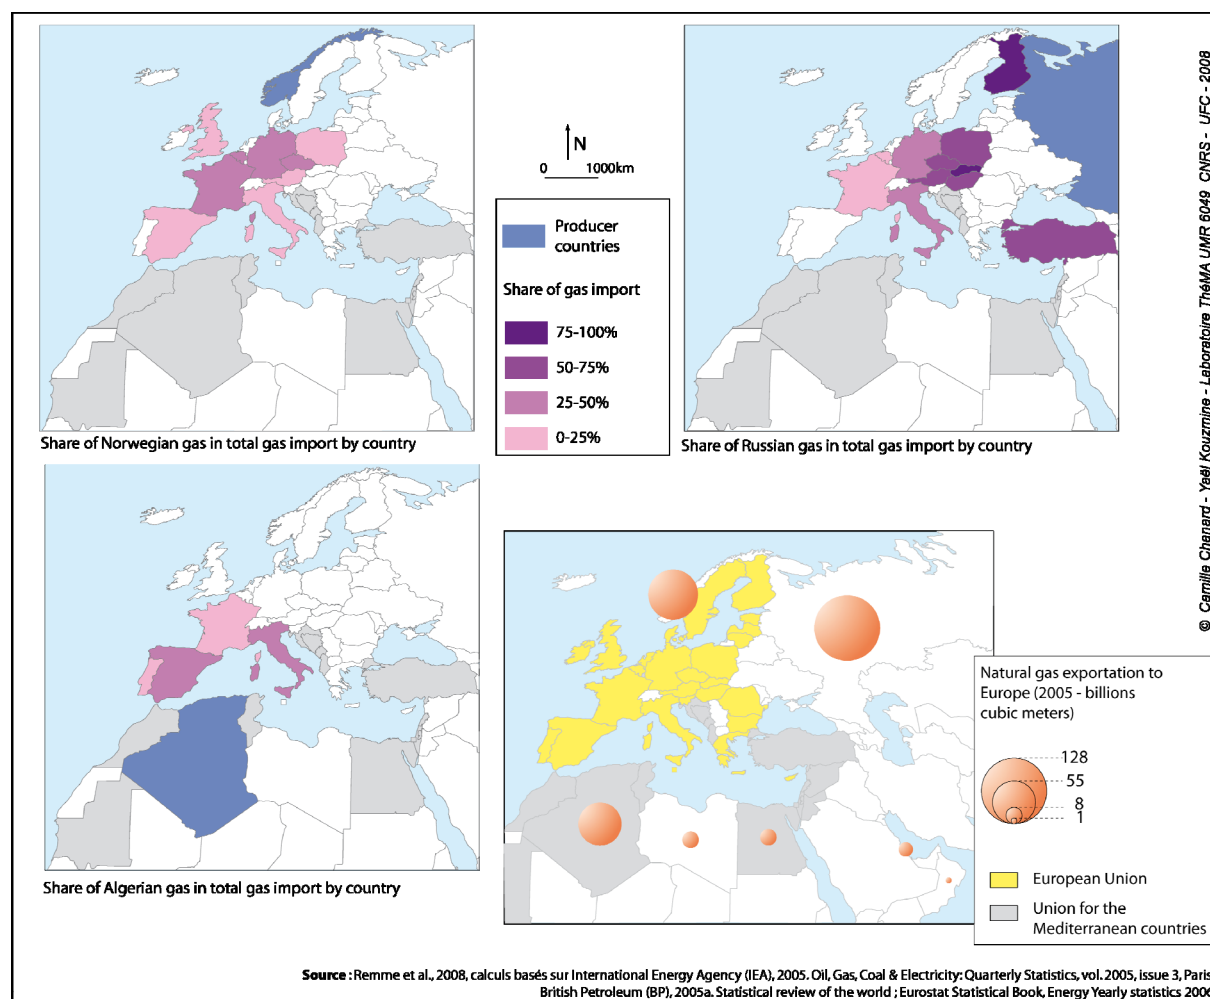 N
0 1000km
Producer
countries
Share of gas import
75-100%
50-75%
25-50%
0-25%
Share of Norwegian gas in total gas import by country
Share of Russian gas in total gas import by country
© Camille Chanard - Yaël Kouzmine - Laboratoire ThéMA UMR 6049 CNRS - UFC - 2008
Share of Algerian gas in total gas import by country
Natural gas exportation to
Europe (2005 - billions
cubic meters)
128
55
8
1
European Union
Union for the
Mediterranean countries
Source : Remme et al., 2008, calculs basés sur International Energy Agency (IEA), 2005. Oil, Gas, Coal & Electricity: Quarterly Statistics, vol. 2005, issue 3, Paris
British Petroleum (BP), 2005a. Statistical review of the world ; Eurostat Statistical Book, Energy Yearly statistics 2006